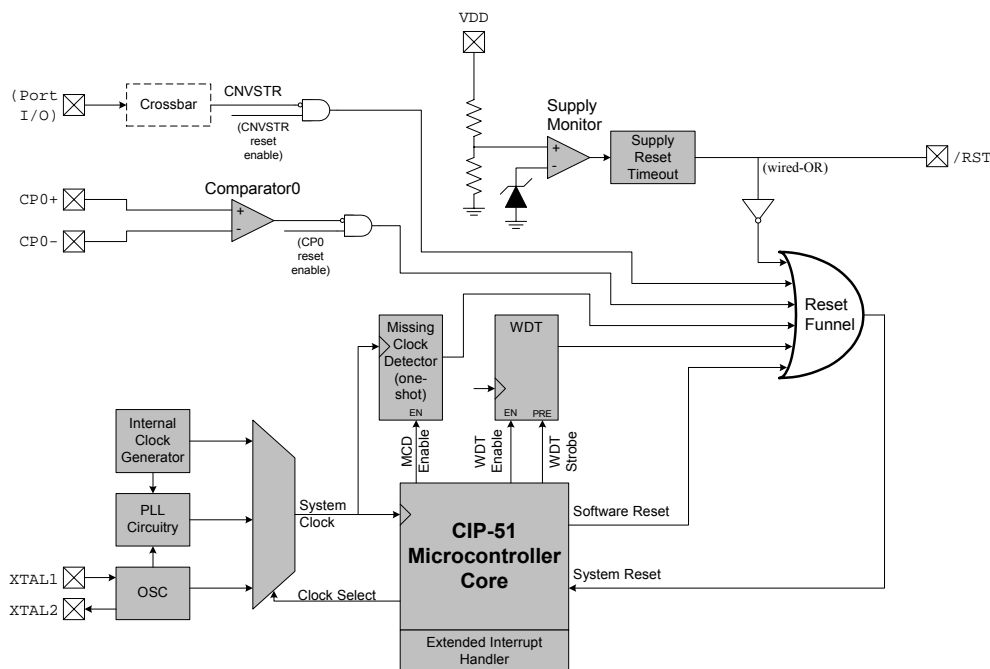 VDD
(Port
I/O)
Crossbar
CNVSTR
(CNVSTR
reset
enable)
Supply
Monitor
+
-
Supply
Reset
Timeout
(wired-OR)
/RST
CP0+
CP0-
Comparator0
+
-
(CP0
reset
enable)
Reset
Funnel
Missing
Clock
Detector
(one-
shot)
EN
WDT
EN
PRE
MCD
Enable
WDT
Enable
WDT
Strobe
Internal
Clock
Generator
PLL
Circuitry
OSC
XTAL1
XTAL2
System
Clock
Clock Select
CIP-51
Microcontroller
Core
Software Reset
System Reset
Extended Interrupt
Handler